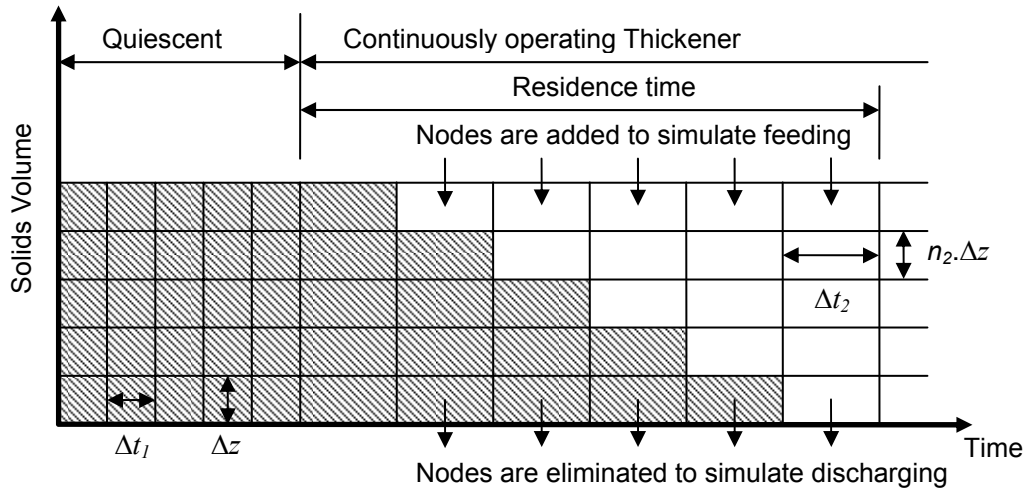 Quiescent
Continuously operating Thickener
Residence time
Nodes are added to simulate feeding
Solids Volume
n₂.Δz
Δt₂
Δt₁
Δz
Time
Nodes are eliminated to simulate discharging